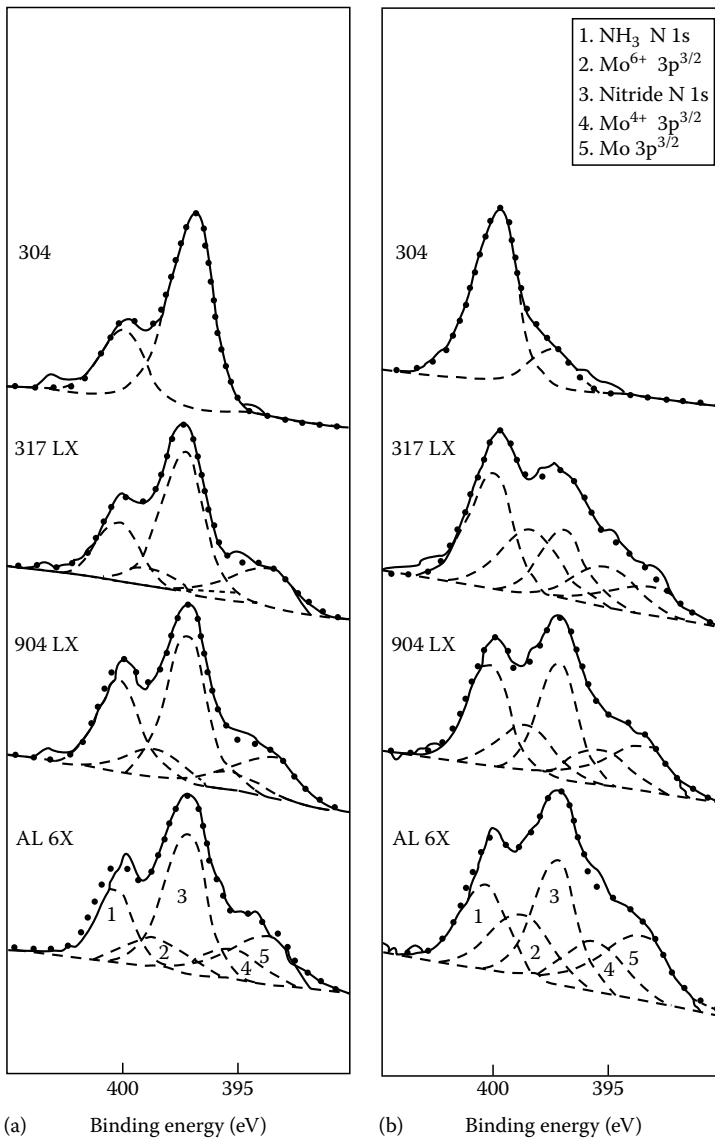 1. NH₃ N 1s
2. Mo⁶⁺ 3p³/²
3. Nitride N 1s
4. Mo⁴⁺ 3p³/²
5. Mo 3p³/²
304
304
317 LX
317 LX
904 LX
904 LX
AL 6X
AL 6X
1
3
2
4
5
1
3
2
4
5
400
395
400
395
(a)
Binding energy (eV)
(b)
Binding energy (eV)